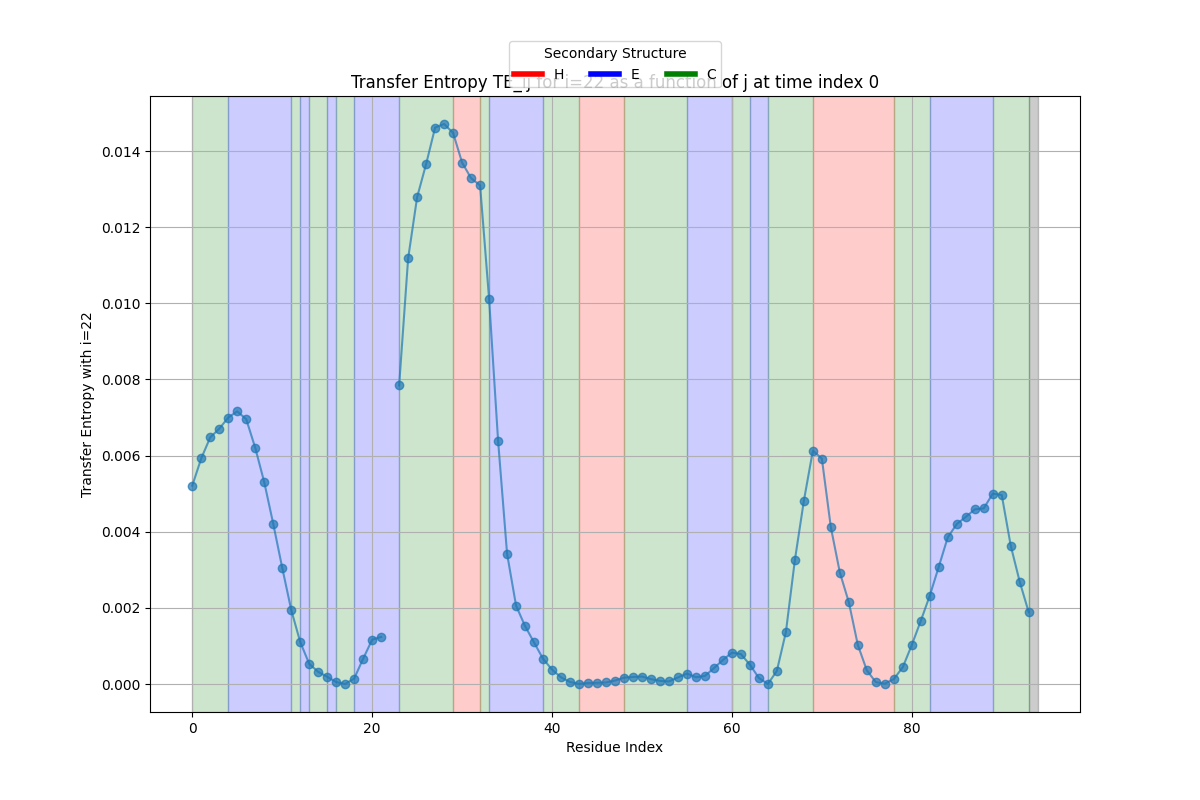 Secondary Structure
H E C
Transfer Entropy TE_ij for i=22 as a function of j at time index 0
Transfer Entropy with i=22
0.014
0.012
0.010
0.008
0.006
0.004
0.002
0.000
0 20 40 60 80
Residue Index